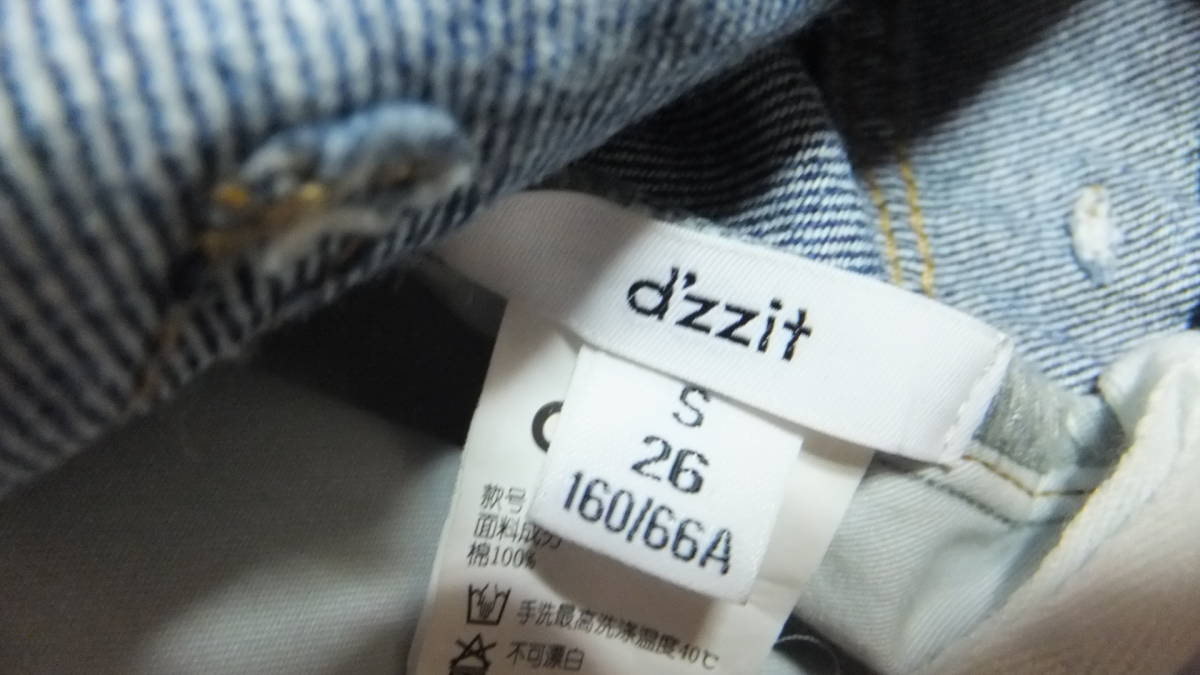 d'zzit
S
26
160/66A
款号
面料成分
棉100%
手洗最高洗涤温度40℃
不可漂白